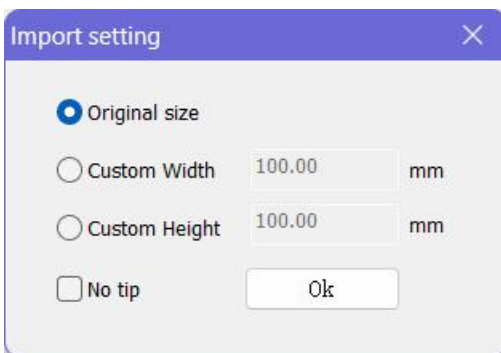 Import setting
Original size
Custom Width 100.00 mm
Custom Height 100.00 mm
No tip Ok